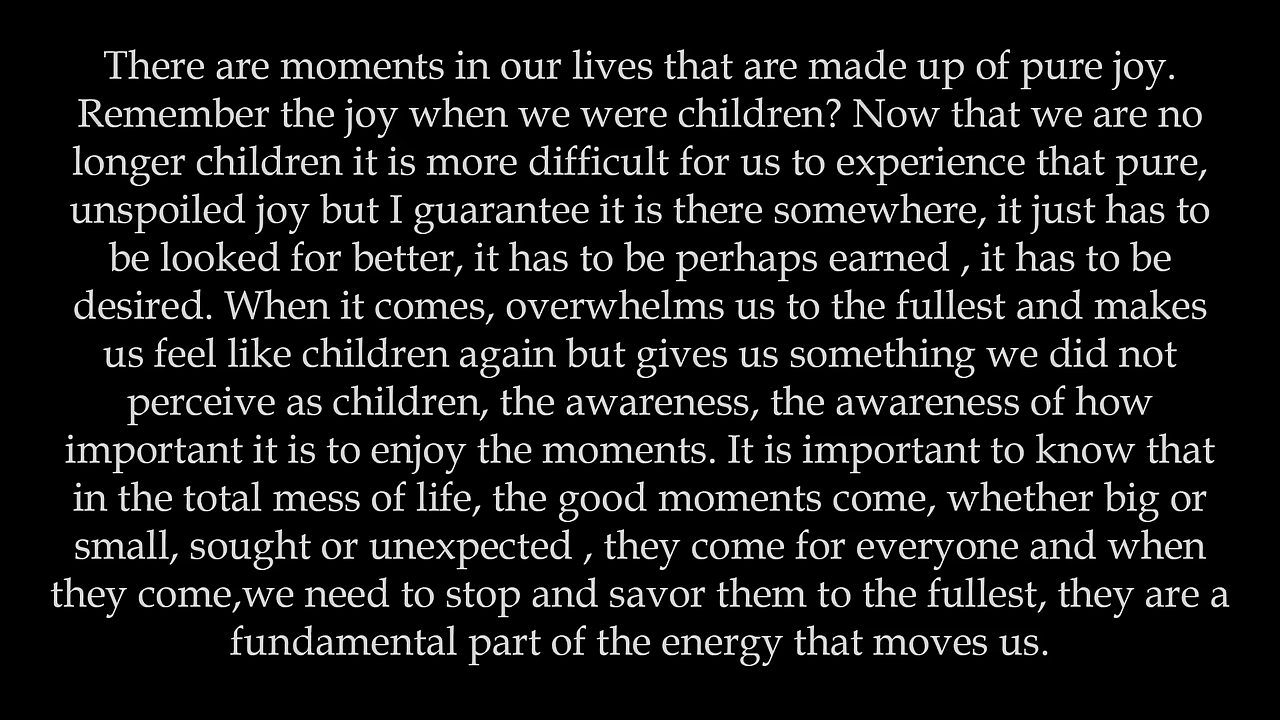 There are moments in our lives that are made up of pure joy.
Remember the joy when we were children? Now that we are no
longer children it is more difficult for us to experience that pure,
unspoiled joy but I guarantee it is there somewhere, it just has to
be looked for better, it has to be perhaps earned , it has to be
desired. When it comes, overwhelms us to the fullest and makes
us feel like children again but gives us something we did not
perceive as children, the awareness, the awareness of how
important it is to enjoy the moments. It is important to know that
in the total mess of life, the good moments come, whether big or
small, sought or unexpected , they come for everyone and when
they come,we need to stop and savor them to the fullest, they are a
fundamental part of the energy that moves us.